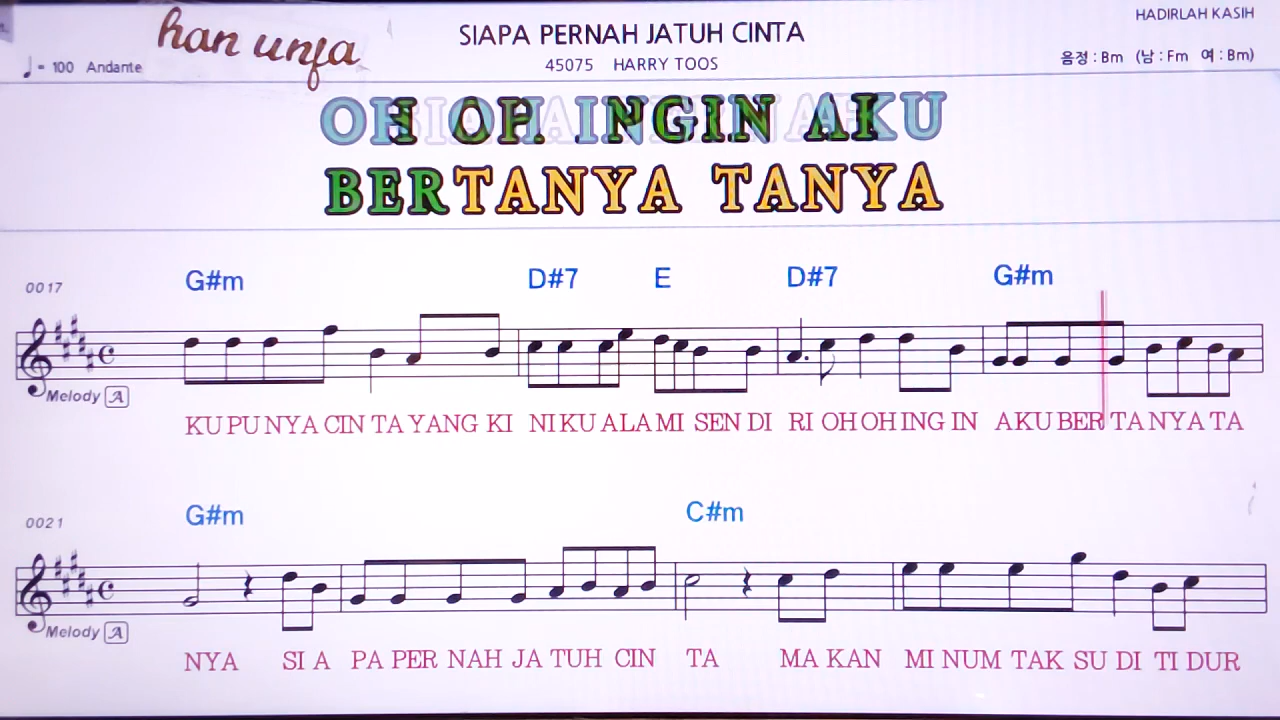 han unfa
SIAPA PERNAH JATUH CINTA
HADIRLAH KASIH
♩= 100 Andante
45075 HARRY TOOS
음정 : Bm (남 : Fm 여 : Bm)
OH OH INGIN AKU
BERTANYA TANYA
0017
G#m D#7 E D#7 G#m
Melody A
KU PU NYA CIN TA YANG KI NI KU ALA MI SEN DI RI OH OH ING IN AKU BER TA NYA TA
0021
G#m C#m
Melody A
NYA SI A PA PER NAH JA TUH CIN TA MA KAN MI NUM TAK SU DI TI DUR